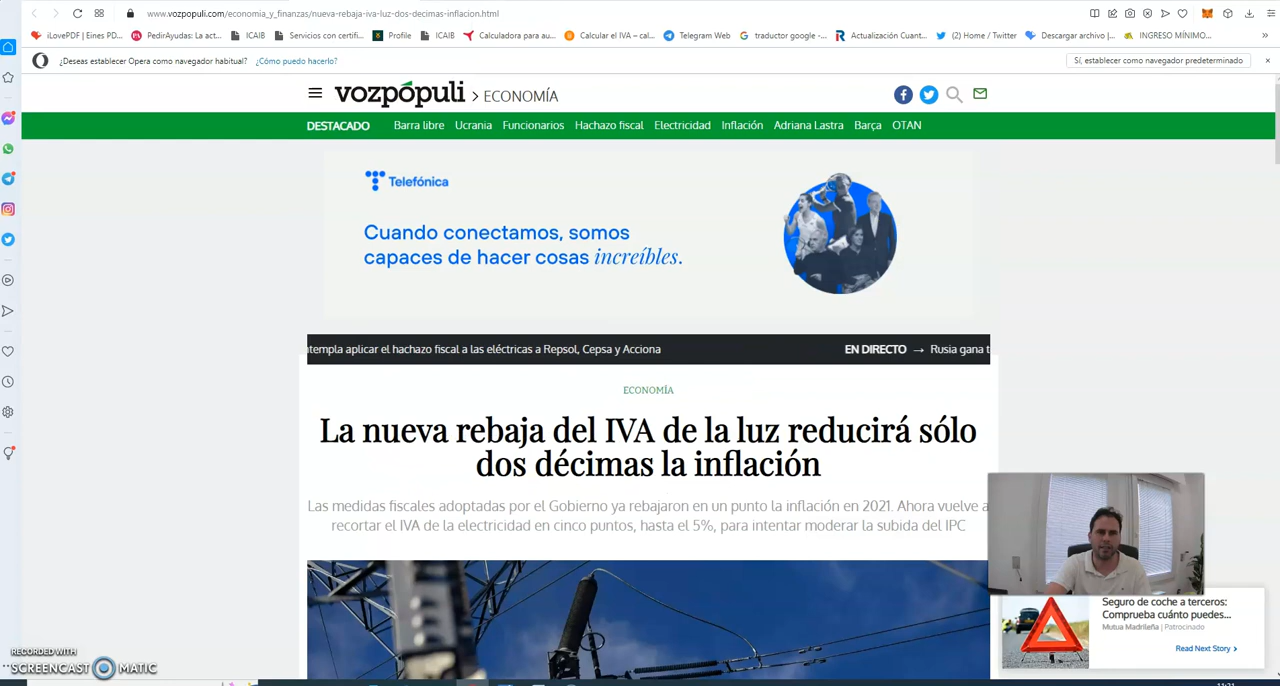 www.vozpopuli.com/economia_y_finanzas/nueva-rebaja-iva-luz-dos-decimas-inflacion.html
iLovePDF | Eines PD...
PedirAyudas: La act...
ICAIB
Servicios con certifi...
Profile
ICAIB
Calculadora para au...
Calcular el IVA – cal...
Telegram Web
traductor google -...
Actualización Cuant...
(2) Home / Twitter
Descargar archivo |...
INGRESO MÍNIMO...
¿Deseas establecer Opera como navegador habitual? ¿Cómo puedo hacerlo?
Sí, establecer como navegador predeterminado
vozpópuli > ECONOMÍA
DESTACADO Barra libre Ucrania Funcionarios Hachazo fiscal Electricidad Inflación Adriana Lastra Barça OTAN
Telefónica
Cuando conectamos, somos
capaces de hacer cosas increíbles.
ntempla aplicar el hachazo fiscal a las eléctricas a Repsol, Cepsa y Acciona
EN DIRECTO → Rusia gana t
ECONOMÍA
La nueva rebaja del IVA de la luz reducirá sólo
dos décimas la inflación
Las medidas fiscales adoptadas por el Gobierno ya rebajaron en un punto la inflación en 2021. Ahora vuelve a
recortar el IVA de la electricidad en cinco puntos, hasta el 5%, para intentar moderar la subida del IPC
Seguro de coche a terceros:
Comprueba cuánto puedes...
Mutua Madrileña | Patrocinado
Read Next Story >
RECORDED WITH
SCREENCAST MATIC